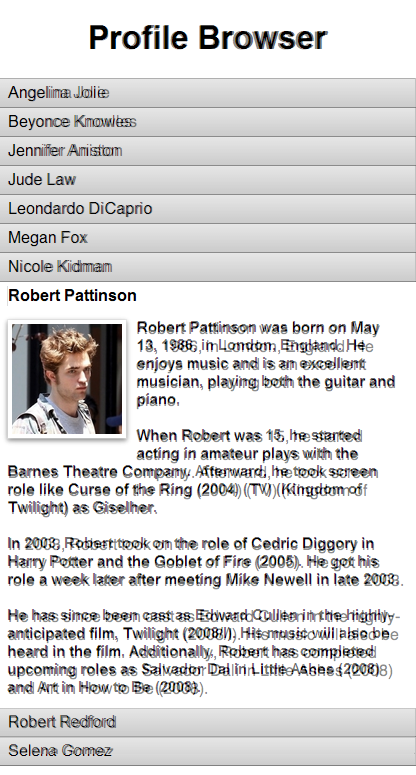 Profile Browser
Angelina Jolie
Beyonce Knowles
Jennifer Aniston
Jude Law
Leondardo DiCaprio
Megan Fox
Nicole Kidman
Robert Pattinson
Robert Pattinson was born on May
13, 1986, in London, England. He
enjoys music and is an excellent
musician, playing both the guitar and
piano.
When Robert was 15, he started
acting in amateur plays with the
Barnes Theatre Company. Afterward, he took screen
role like Curse of the Ring (2004) (TV) (Kingdom of
Twilight) as Giselher.
In 2003, Robert took on the role of Cedric Diggory in
Harry Potter and the Goblet of Fire (2005). He got his
role a week later after meeting Mike Newell in late 2003.
He has since been cast as Edward Cullen in the highly-
anticipated film, Twilight (2008/I). His music will also be
heard in the film. Additionally, Robert has completed
upcoming roles as Salvador Dal in Little Ashes (2008)
and Art in How to Be (2008).
Robert Redford
Selena Gomez